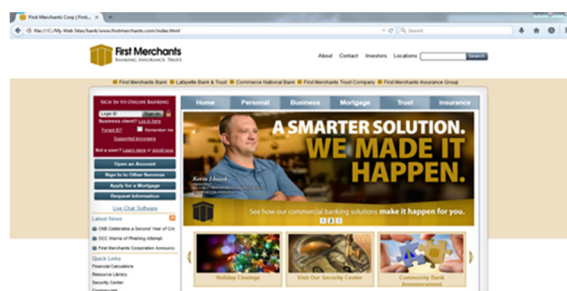 First Merchants Corp | First...
file:///C:/My Web Sites/bank/www.firstmerchants.com/index.html
Search
First Merchants
BANKING, INSURANCE, TRUST
About Contact Investors Locations
Search
First Merchants Bank Lafayette Bank & Trust Commerce National Bank First Merchants Trust Company First Merchants Insurance Group
SIGN IN TO ONLINE BANKING
Login ID Sign In
Business client? Log in here
Forgot ID? Remember me
Supported browsers
Not a user? Learn more or enroll now
Open an Account
Sign In to Other Services
Apply for a Mortgage
Request Information
Live Chat Software
Latest News
CNB Celebrates a Second Year of Cri
OCC Warns of Phishing Attempt
First Merchants Corporation Announc
Quick Links
Financial Calculators
Resource Library
Security Center
Home Personal Business Mortgage Trust Insurance
A SMARTER SOLUTION.
WE MADE IT
HAPPEN.
See how our commercial banking solutions make it happen for you.
1 2 3
Holiday Closings
Visit Our Security Center
Community Bank
Announcement